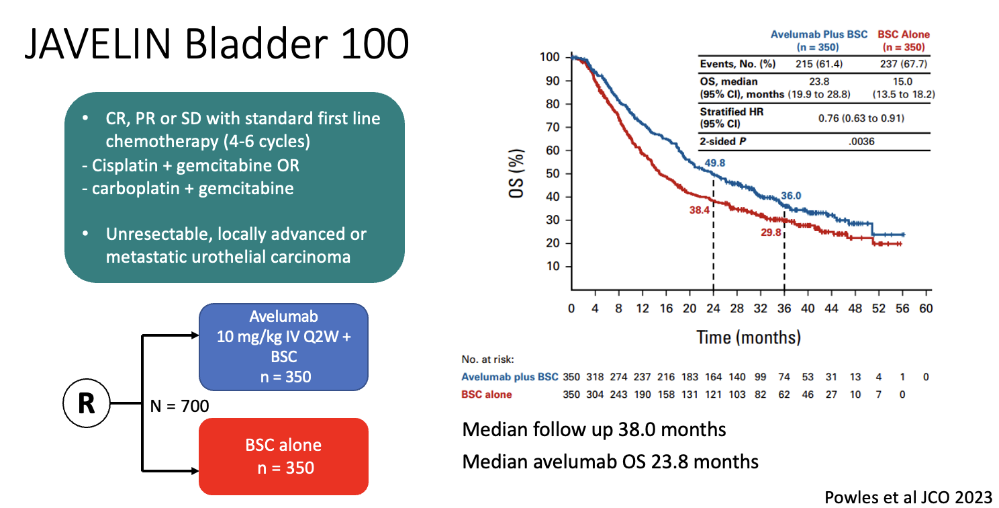 JAVELIN Bladder 100
• CR, PR or SD with standard first line
chemotherapy (4-6 cycles)
- Cisplatin + gemcitabine OR
- carboplatin + gemcitabine
• Unresectable, locally advanced or
metastatic urothelial carcinoma
R
N = 700
Avelumab
10 mg/kg IV Q2W +
BSC
n = 350
BSC alone
n = 350
Avelumab Plus BSC BSC Alone
(n = 350) (n = 350)
Events, No. (%) 215 (61.4) 237 (67.7)
OS, median 23.8 15.0
(95% CI), months (19.9 to 28.8) (13.5 to 18.2)
Stratified HR
(95% CI) 0.76 (0.63 to 0.91)
2-sided P .0036
OS (%)
100
90
80
70
60
50
40
30
20
10
49.8
38.4
36.0
29.8
0 4 8 12 16 20 24 28 32 36 40 44 48 52 56 60
Time (months)
No. at risk:
Avelumab plus BSC 350 318 274 237 216 183 164 140 99 74 53 31 13 4 1 0
BSC alone 350 304 243 190 158 131 121 103 82 62 46 27 10 7 0
Median follow up 38.0 months
Median avelumab OS 23.8 months
Powles et al JCO 2023